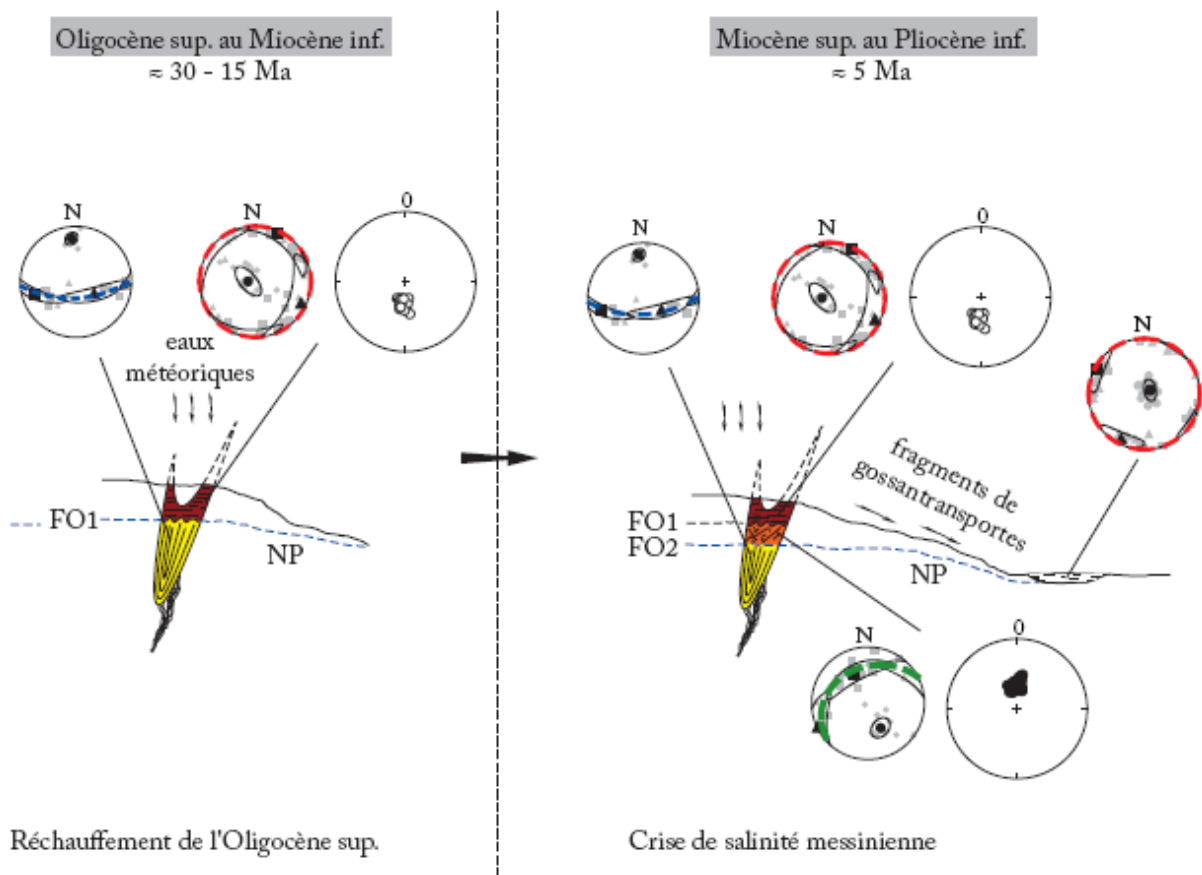 Oligocène sup. au Miocène inf.
≈ 30 - 15 Ma
N
N
0
eaux
météoriques
FO1
NP
Réchauffement de l'Oligocène sup.
Miocène sup. au Pliocène inf.
≈ 5 Ma
N
N
0
N
fragments de
gossantransportes
FO1
FO2
NP
N
0
Crise de salinité messinienne